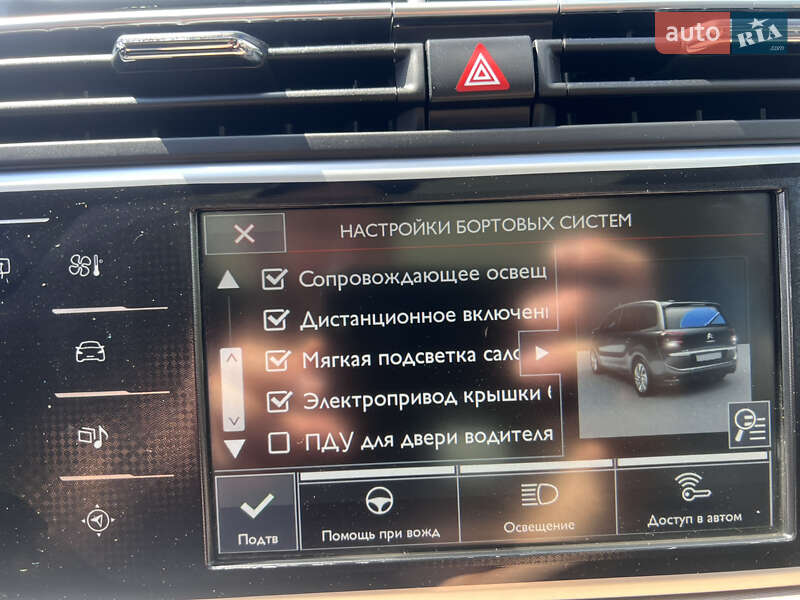 auto RIA
.com
НАСТРОЙКИ БОРТОВЫХ СИСТЕМ
Сопровождающее освещ
Дистанционное включени
Мягкая подсветка сало
Электропривод крышки б
ПДУ для двери водителя
Подтв
Помощь при вожд
Освещение
Доступ в автом